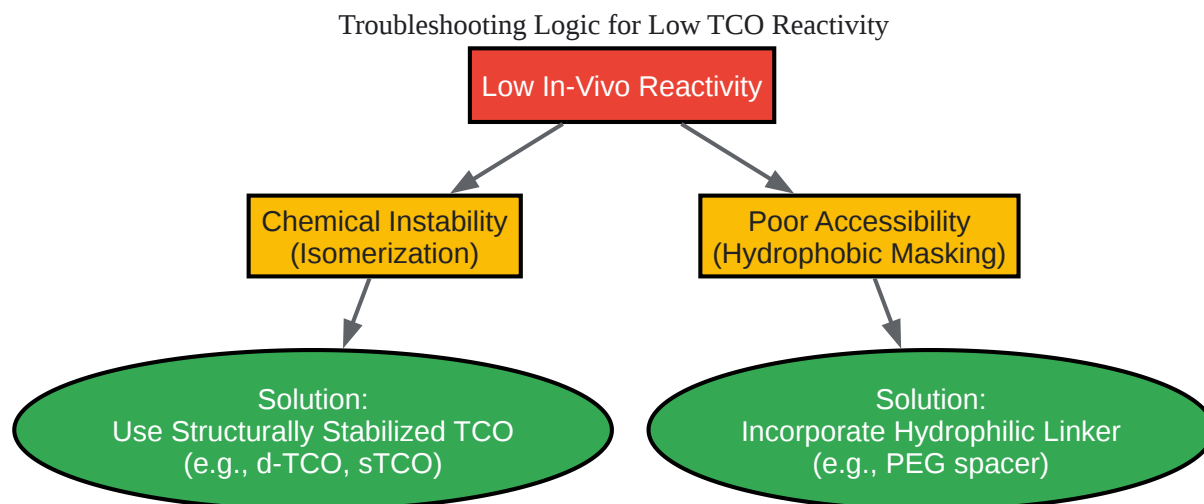 Troubleshooting Logic for Low TCO Reactivity
Low In-Vivo Reactivity
Chemical Instability
(Isomerization)
Poor Accessibility
(Hydrophobic Masking)
Solution:
Use Structurally Stabilized TCO
(e.g., d-TCO, sTCO)
Solution:
Incorporate Hydrophilic Linker
(e.g., PEG spacer)